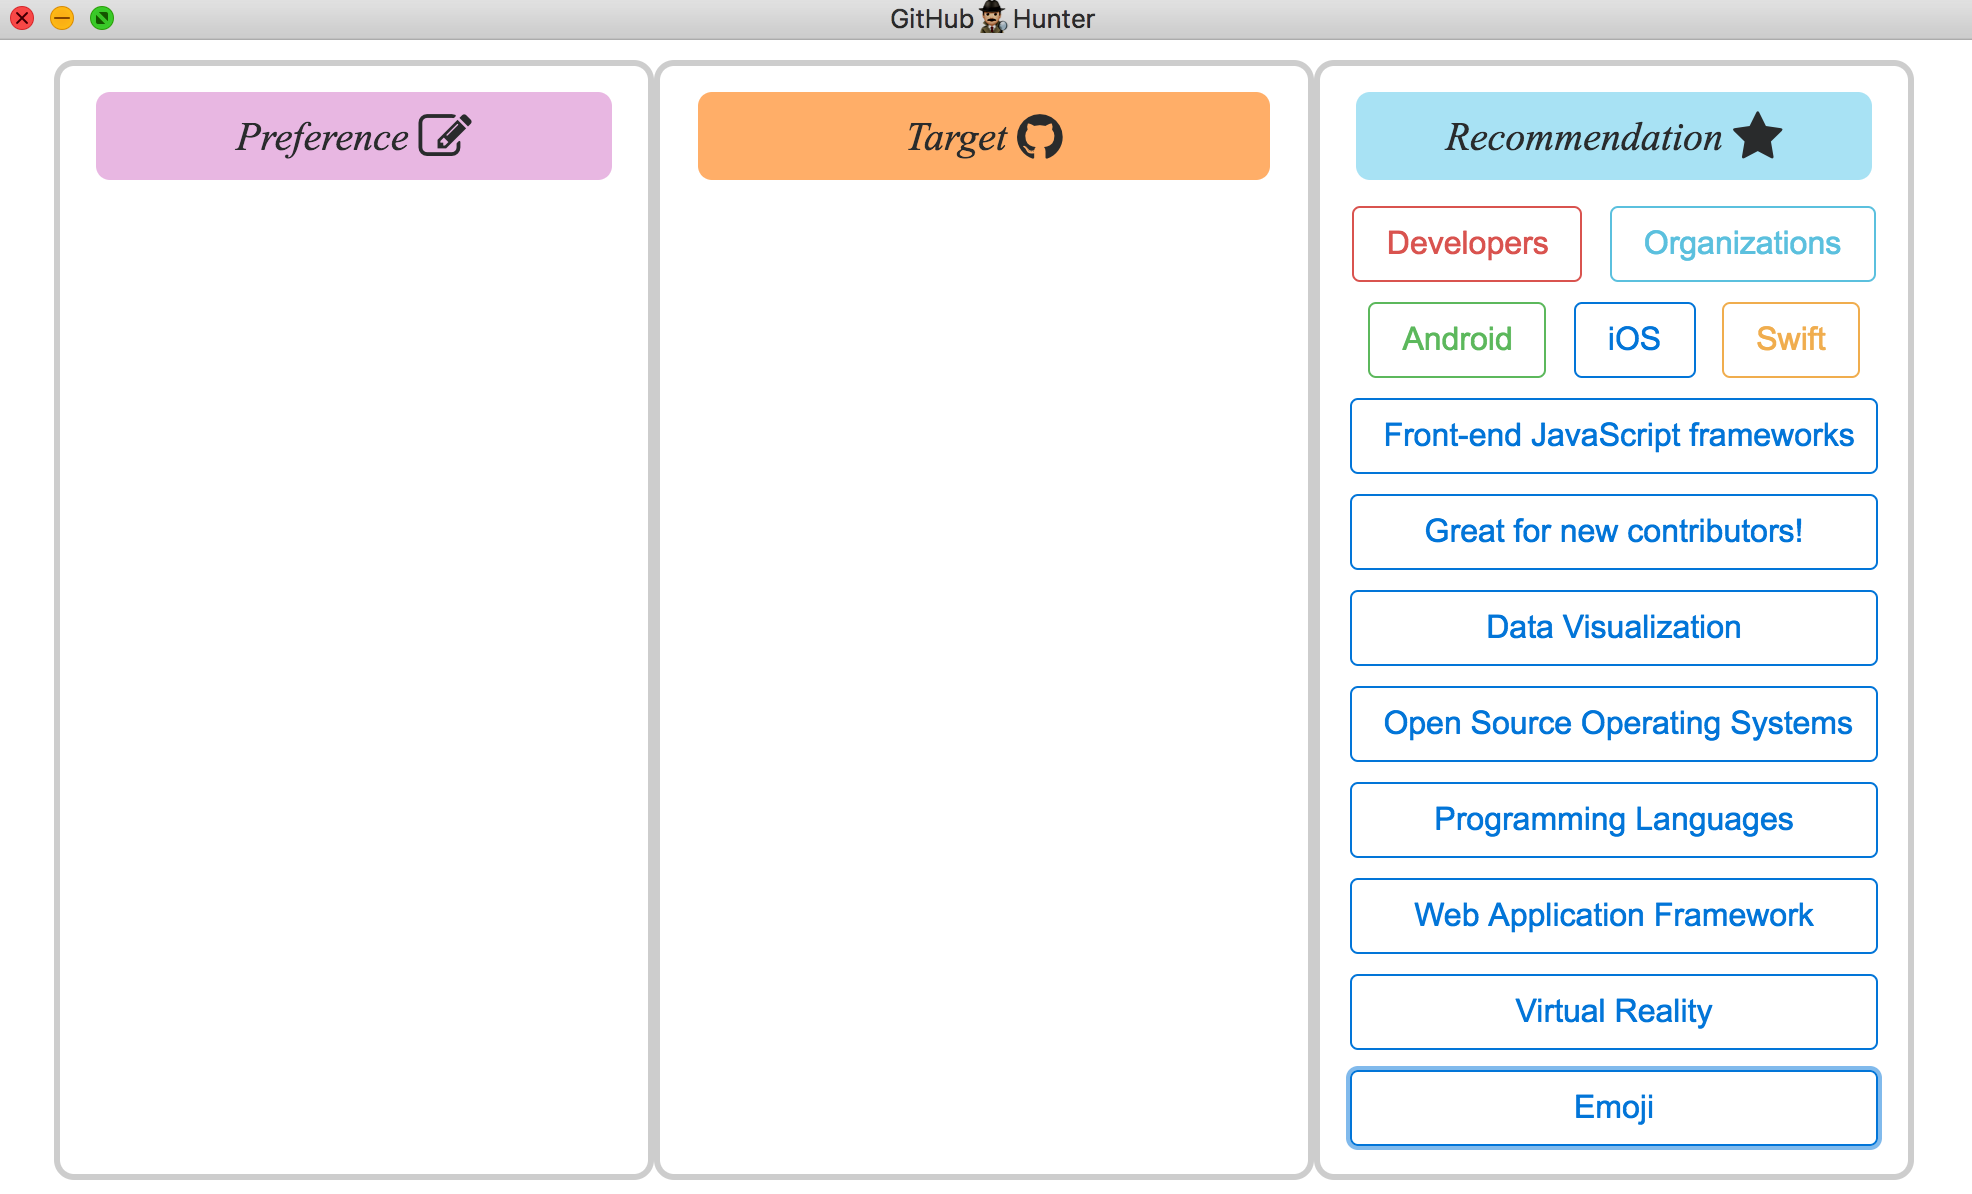 GitHub Hunter
Preference
Target
Recommendation
Developers
Organizations
Android
iOS
Swift
Front-end JavaScript frameworks
Great for new contributors!
Data Visualization
Open Source Operating Systems
Programming Languages
Web Application Framework
Virtual Reality
Emoji